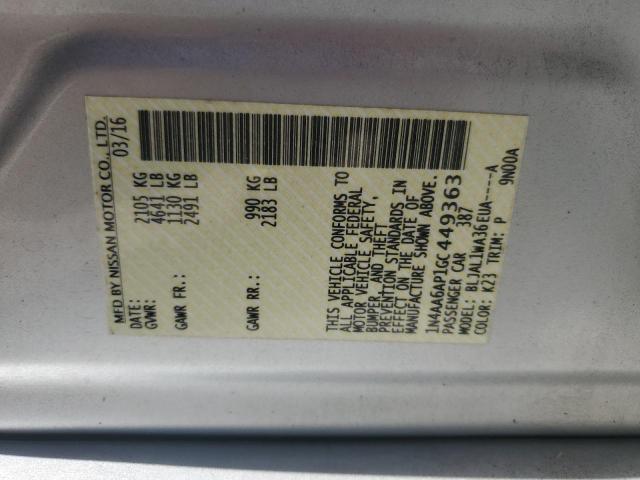 MFD BY NISSAN MOTOR CO., LTD.
DATE: 03/16
GVWR: 2105 KG
4641 LB
GAWR FR: 1130 KG
2491 LB
GAWR RR: 990 KG
2183 LB
THIS VEHICLE CONFORMS TO
ALL APPLICABLE FEDERAL
MOTOR VEHICLE SAFETY,
BUMPER, AND THEFT
PREVENTION STANDARDS IN
EFFECT ON THE DATE OF
MANUFACTURE SHOWN ABOVE.
1N4AA6AP1GC449363
PASSENGER CAR 387
MODEL: BLJAL1WA36EUA----A
COLOR: K23 TRIM: P 9N00A